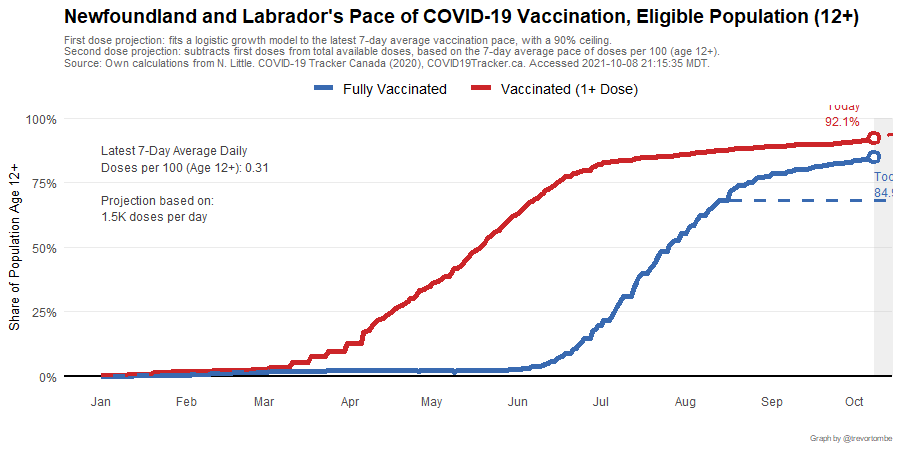 Newfoundland and Labrador's Pace of COVID-19 Vaccination, Eligible Population (12+)
First dose projection: fits a logistic growth model to the latest 7-day average vaccination pace, with a 90% ceiling.
Second dose projection: subtracts first doses from total available doses, based on the 7-day average pace of doses per 100 (age 12+).
Source: Own calculations from N. Little. COVID-19 Tracker Canada (2020), COVID19Tracker.ca. Accessed 2021-10-08 21:15:35 MDT.
Fully Vaccinated
Vaccinated (1+ Dose)
Today
92.1%
Latest 7-Day Average Daily
Doses per 100 (Age 12+): 0.31
Projection based on:
1.5K doses per day
Share of Population Age 12+
100%
75%
50%
25%
0%
Jan Feb Mar Apr May Jun Jul Aug Sep Oct
Graph by @trevortombe